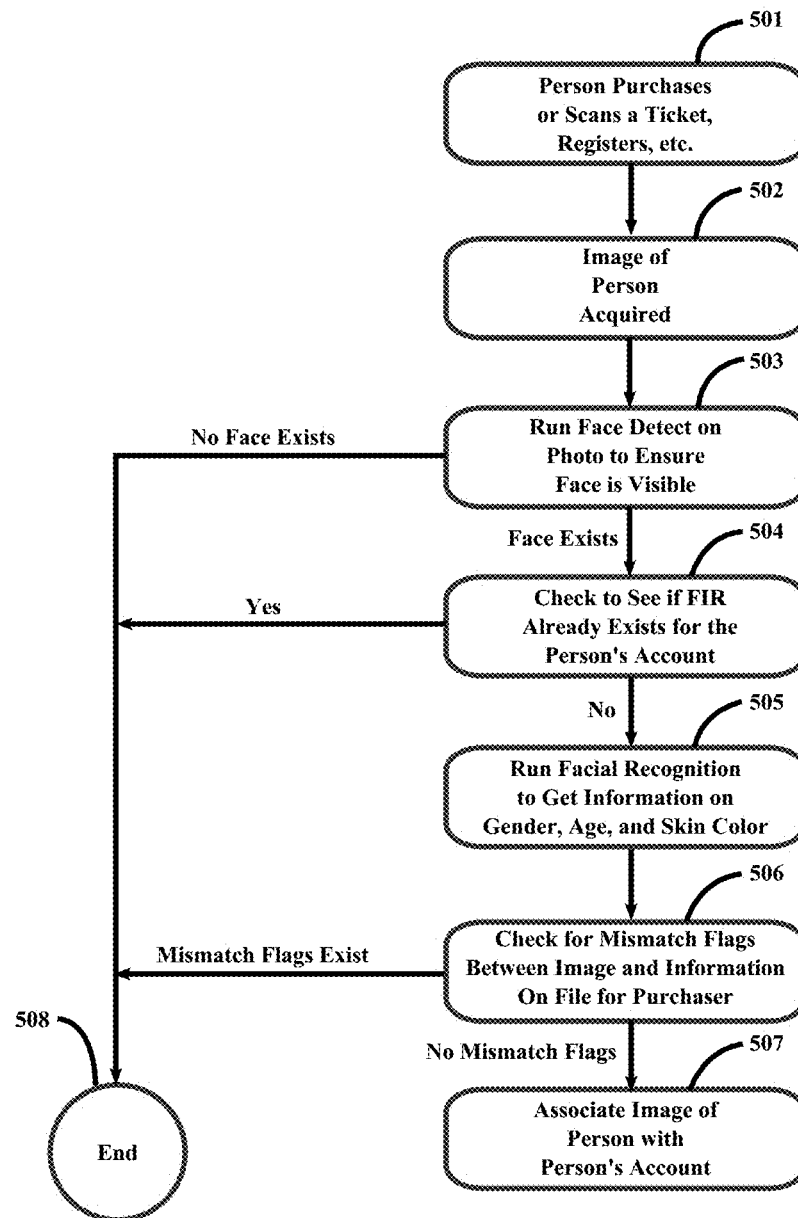 501
Person Purchases
or Scans a Ticket,
Registers, etc.
502
Image of
Person
Acquired
503
No Face Exists
Run Face Detect on
Photo to Ensure
Face is Visible
Face Exists
504
Yes
Check to See if FIR
Already Exists for the
Person's Account
No
505
Run Facial Recognition
to Get Information on
Gender, Age, and Skin Color
506
Mismatch Flags Exist
Check for Mismatch Flags
Between Image and Information
On File for Purchaser
508
No Mismatch Flags
507
End
Associate Image of
Person with
Person's Account